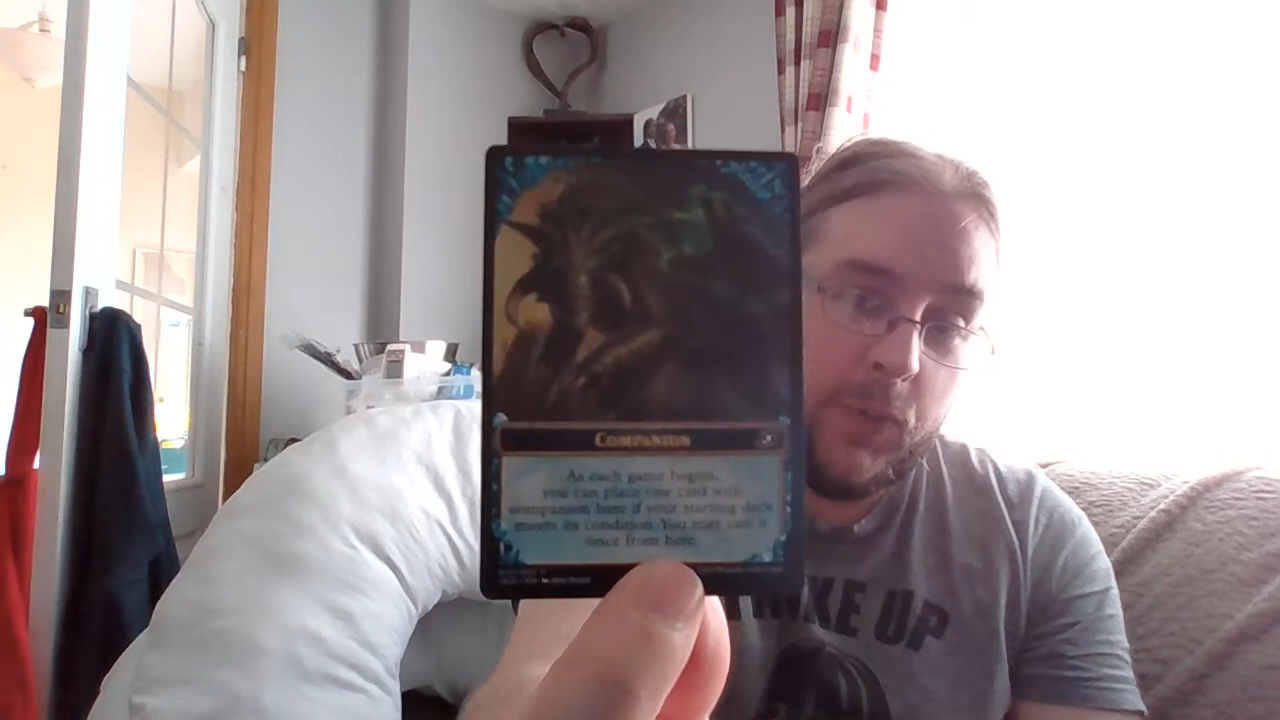 COMPANION
As each game begins,
you can place one card with
companion here if your starting deck
meets its condition. You may cast it
once from here.
KE UP